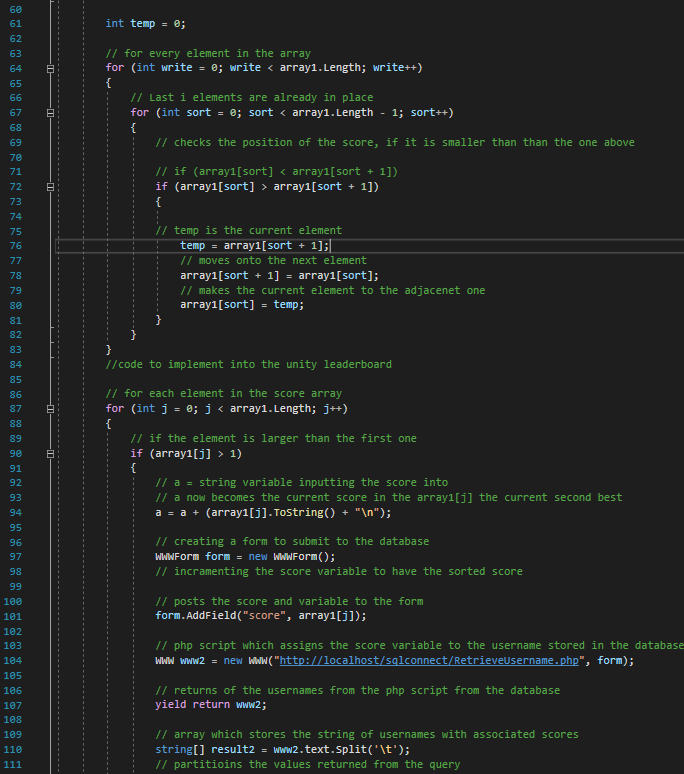 60
61 int temp = 0;
62
63 // for every element in the array
64 for (int write = 0; write < array1.Length; write++)
65 {
66 // Last i elements are already in place
67 for (int sort = 0; sort < array1.Length - 1; sort++)
68 {
69 // checks the position of the score, if it is smaller than than the one above
70
71 // if (array1[sort] < array1[sort + 1])
72 if (array1[sort] > array1[sort + 1])
73 {
74
75 // temp is the current element
76 temp = array1[sort + 1];
77 // moves onto the next element
78 array1[sort + 1] = array1[sort];
79 // makes the current element to the adjacenet one
80 array1[sort] = temp;
81 }
82 }
83 }
84 //code to implement into the unity leaderboard
85
86 // for each element in the score array
87 for (int j = 0; j < array1.Length; j++)
88 {
89 // if the element is larger than the first one
90 if (array1[j] > 1)
91 {
92 // a = string variable inputting the score into
93 // a now becomes the current score in the array1[j] the current second best
94 a = a + (array1[j].ToString() + "\n");
95
96 // creating a form to submit to the database
97 WWWForm form = new WWWForm();
98 // incramenting the score variable to have the sorted score
99
100 // posts the score and variable to the form
101 form.AddField("score", array1[j]);
102
103 // php script which assigns the score variable to the username stored in the database
104 WWW www2 = new WWW("http://localhost/sqlconnect/RetrieveUsername.php", form);
105
106 // returns of the usernames from the php script from the database
107 yield return www2;
108
109 // array which stores the string of usernames with associated scores
110 string[] result2 = www2.text.Split('\t');
111 // partitioins the values returned from the query